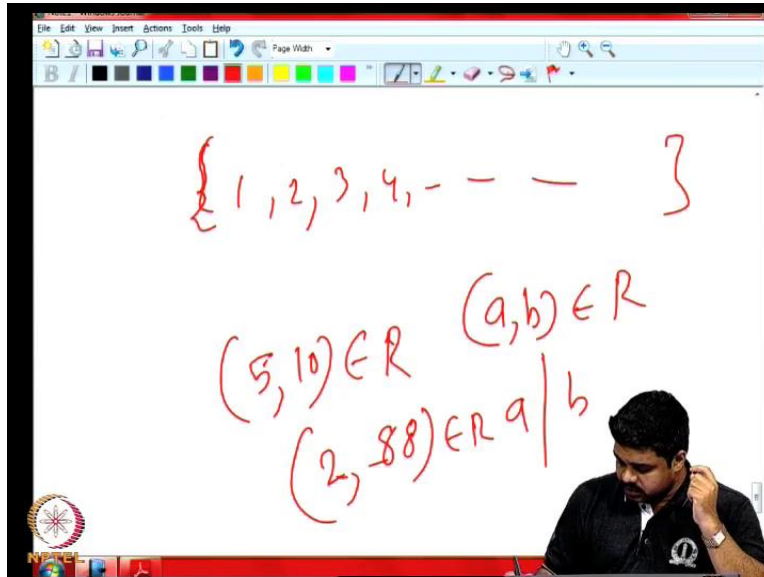 File Edit View Insert Actions Tools Help
Page Width
B I
{1, 2, 3, 4, - - — }
(a, b) ∈ R
(5, 10) ∈ R
a | b
(2, 88) ∈ R
NPTEL